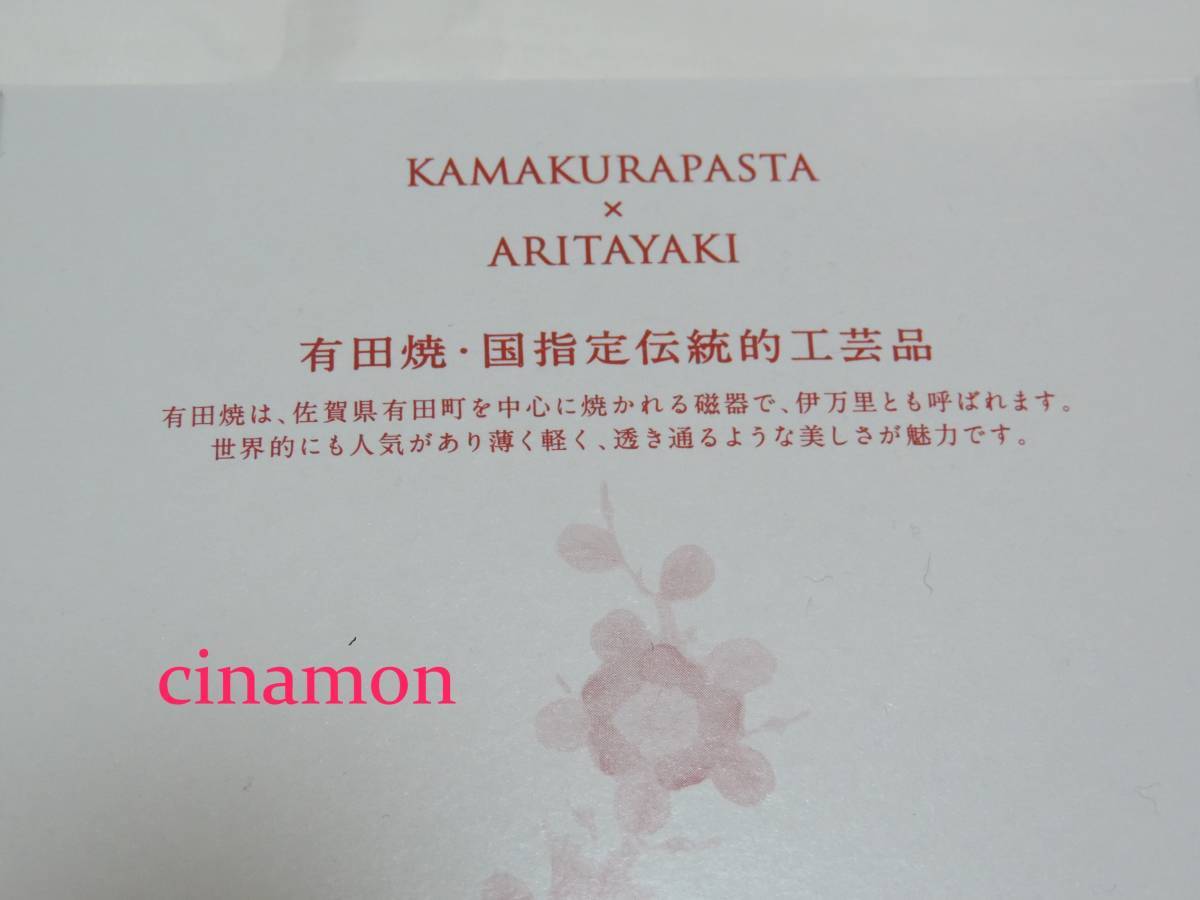 KAMAKURAPASTA
×
ARITAYAKI
有田焼・国指定伝統的工芸品
有田焼は、佐賀県有田町を中心に焼かれる磁器で、伊万里とも呼ばれます。
世界的にも人気があり薄く軽く、透き通るような美しさが魅力です。
cinamon